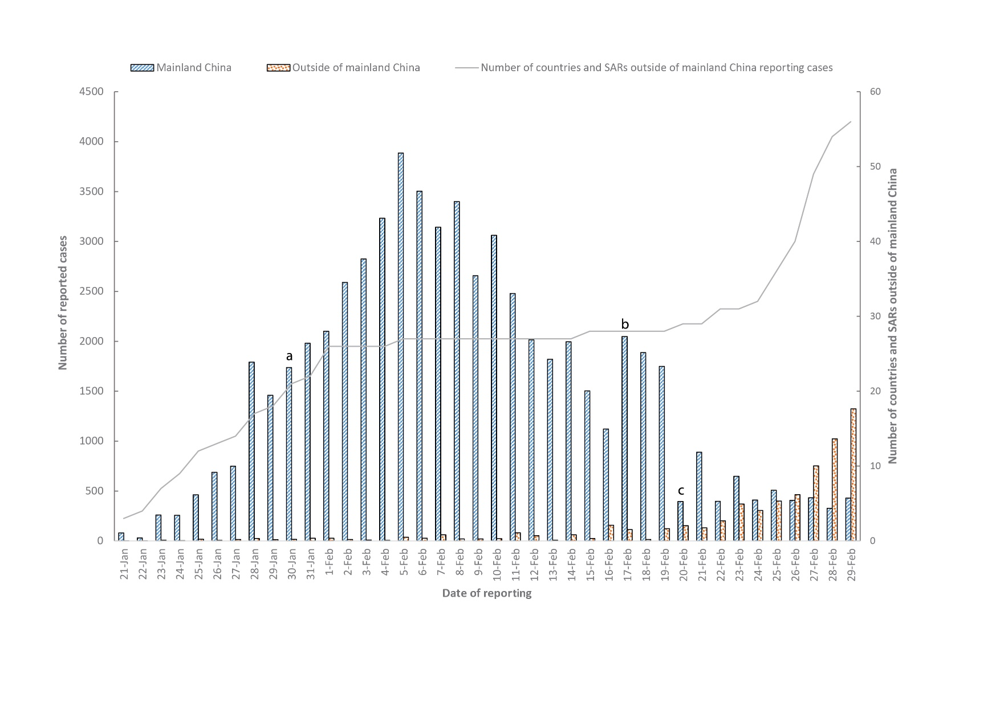 Mainland China
Outside of mainland China
Number of countries and SARs outside of mainland China reporting cases
4500
4000
3500
3000
2500
2000
1500
1000
500
0
Number of reported cases
60
50
40
30
20
10
0
Number of countries and SARs outside of mainland China
a
b
c
21-Jan
22-Jan
23-Jan
24-Jan
25-Jan
26-Jan
27-Jan
28-Jan
29-Jan
30-Jan
31-Jan
1-Feb
2-Feb
3-Feb
4-Feb
5-Feb
6-Feb
7-Feb
8-Feb
9-Feb
10-Feb
11-Feb
12-Feb
13-Feb
14-Feb
15-Feb
16-Feb
17-Feb
18-Feb
19-Feb
20-Feb
21-Feb
22-Feb
23-Feb
24-Feb
25-Feb
26-Feb
27-Feb
28-Feb
29-Feb
Date of reporting